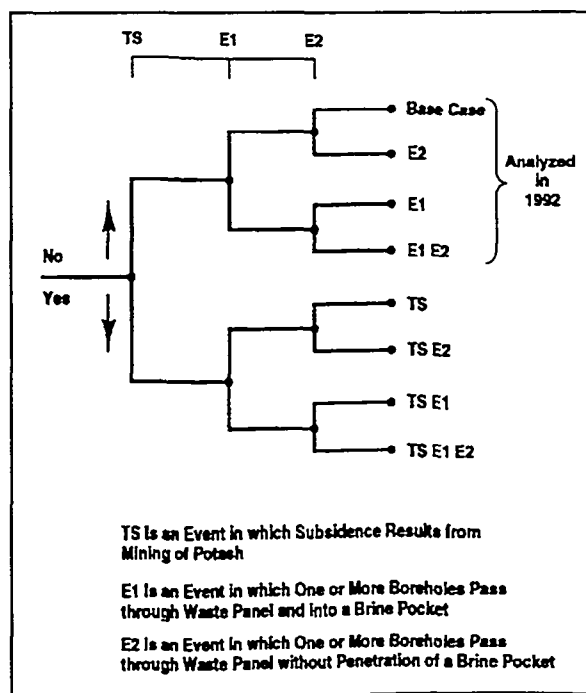 TS E1 E2
Base Case
E2
Analyzed
in
1992
E1
E1 E2
No
Yes
TS
TS E2
TS E1
TS E1 E2
TS Is an Event in which Subsidence Results from
Mining of Potash
E1 Is an Event in which One or More Boreholes Pass
through Waste Panel and into a Brine Pocket
E2 Is an Event in which One or More Boreholes Pass
through Waste Panel without Penetration of a Brine Pocket